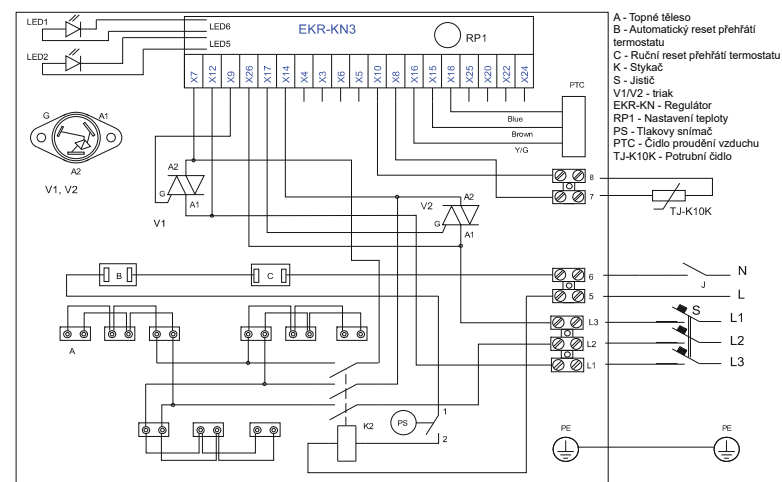 LED1
LED6
EKR-KN3
RP1
LED2
LED5
X7 X12 X9 X26 X17 X14 X4 X3 X6 X5 X10 X8 X16 X15 X18 X25 X20 X22 X24
PTC
Blue
Brown
Y/G
G
A1
A2
V1, V2
A2
G
A1
V1
A2
V2
G
A1
8
7
TJ-K10K
B
C
6
J
N
5
L
A
L3
S
L1
L2
L2
L1
L3
K2
PS
1
2
PE
PE
A - Topné těleso
B - Automatický reset přehřátí
termostatu
C - Ruční reset přehřátí termostatu
K - Stykač
S - Jistič
V1/V2 - triak
EKR-KN - Regulátor
RP1 - Nastavení teploty
PS - Tlakovy snímač
PTC - Čidlo proudění vzduchu
TJ-K10K - Potrubní čidlo